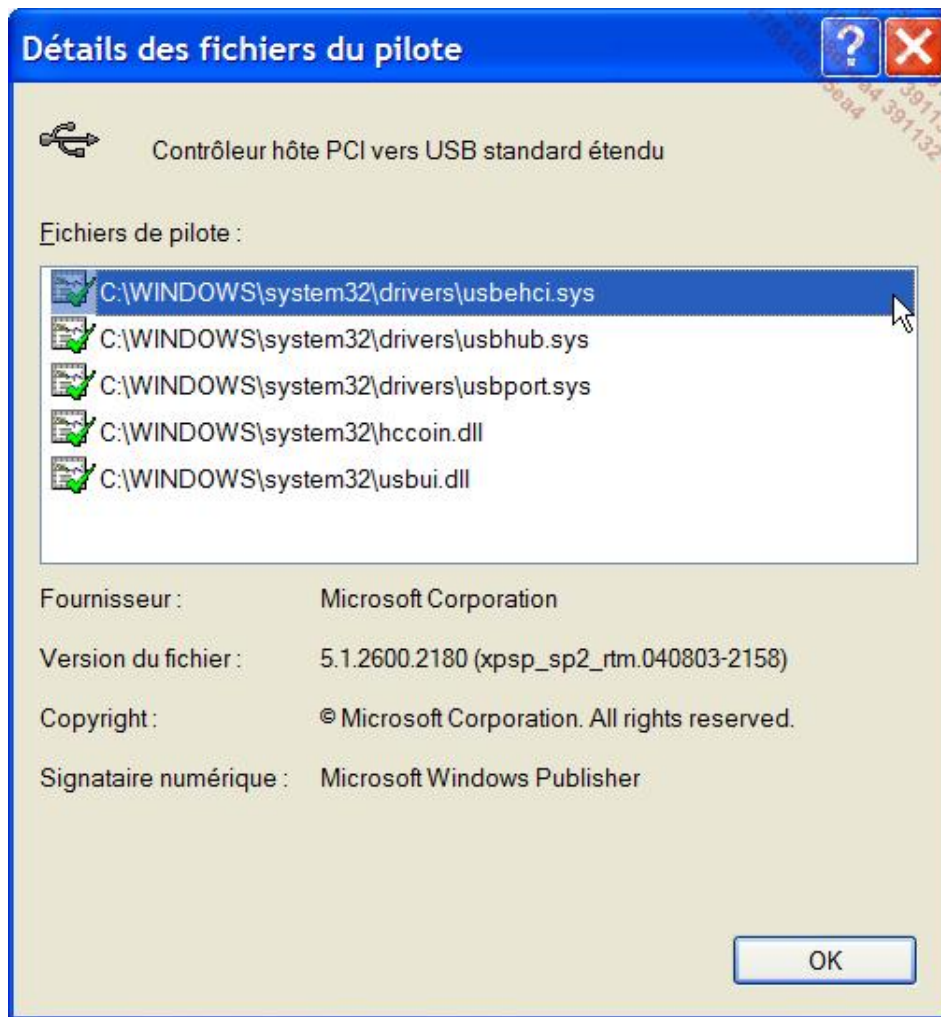 Détails des fichiers du pilote
Contrôleur hôte PCI vers USB standard étendu
Fichiers de pilote :
C:\WINDOWS\system32\drivers\usbehci.sys
C:\WINDOWS\system32\drivers\usbhub.sys
C:\WINDOWS\system32\drivers\usbport.sys
C:\WINDOWS\system32\hccoin.dll
C:\WINDOWS\system32\usbui.dll
Fournisseur : Microsoft Corporation
Version du fichier : 5.1.2600.2180 (xpsp_sp2_rtm.040803-2158)
Copyright : © Microsoft Corporation. All rights reserved.
Signataire numérique : Microsoft Windows Publisher
OK